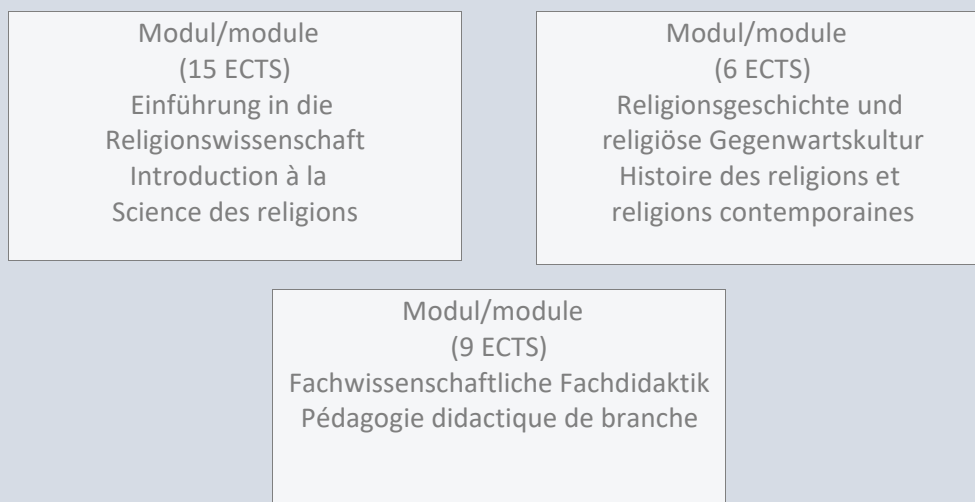 Modul/module
(15 ECTS)
Einführung in die
Religionswissenschaft
Introduction à la
Science des religions
Modul/module
(6 ECTS)
Religionsgeschichte und
religiöse Gegenwartskultur
Histoire des religions et
religions contemporaines
Modul/module
(9 ECTS)
Fachwissenschaftliche Fachdidaktik
Pédagogie didactique de branche